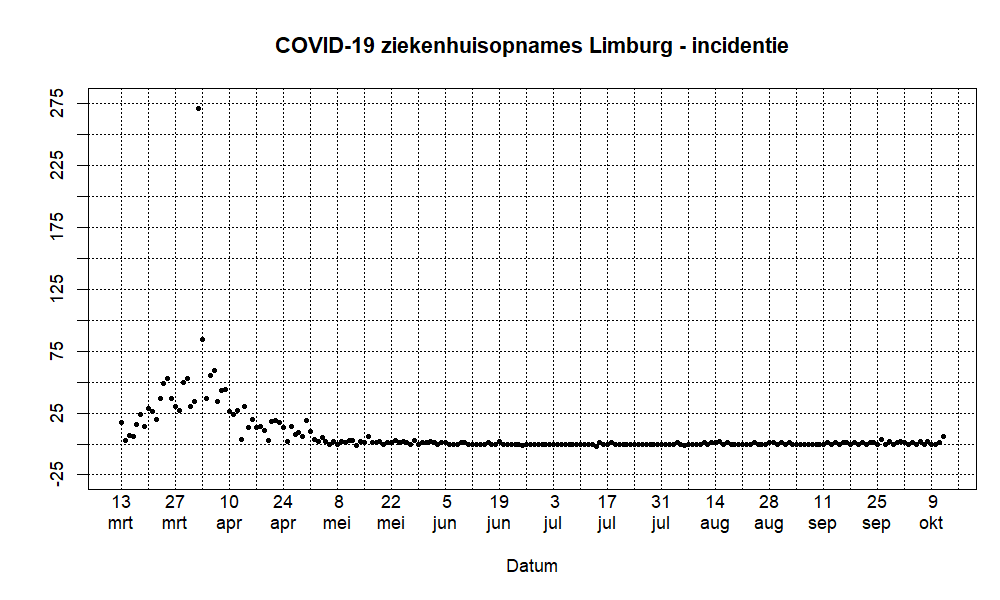 COVID-19 ziekenhuisopnames Limburg - incidentie
275
225
175
125
75
25
-25
13 27 10 24 8 22 5 19 3 17 31 14 28 11 25 9
mrt mrt apr apr mei mei jun jun jul jul jul aug aug sep sep okt
Datum